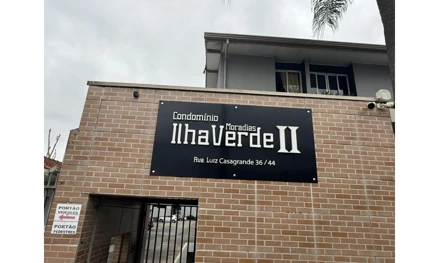 Condomínio
Moradias
IlhaVerde II
Rua Luiz Casagrande 36 / 44
PORTÃO
VEÍCULOS
PORTÃO
PEDESTRES